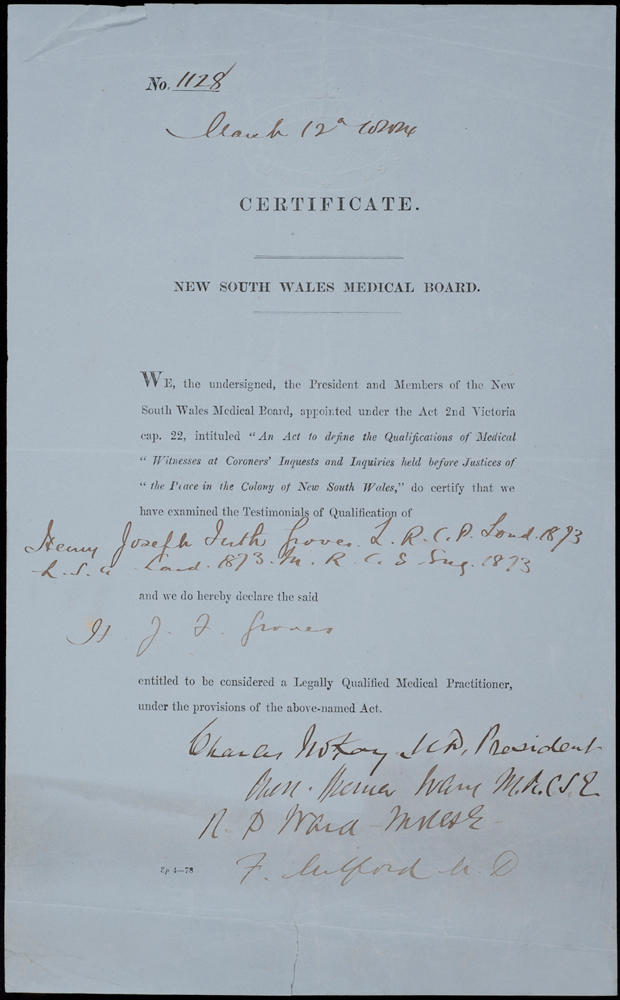 No. 1128
March 12
CERTIFICATE.
NEW SOUTH WALES MEDICAL BOARD.
WE, the undersigned, the President and Members of the New
South Wales Medical Board, appointed under the Act 2nd Victoria
cap. 22, intituled "An Act to define the Qualifications of Medical
" Witnesses at Coroners' Inquests and Inquiries held before Justices of
" the Peace in the Colony of New South Wales," do certify that we
have examined the Testimonials of Qualification of
Henry Joseph Groves. L. R. C. P. Lond. 1873
L. S. A. Lond. 1873. M. R. C. S Eng. 1873
and we do hereby declare the said
H J. F. Groves
entitled to be considered a Legally Qualified Medical Practitioner,
under the provisions of the above-named Act.
Charles McKay M.D, President
M.R.C.S.E.
R. D Ward MRCSE
F. Milford M. D
4—78